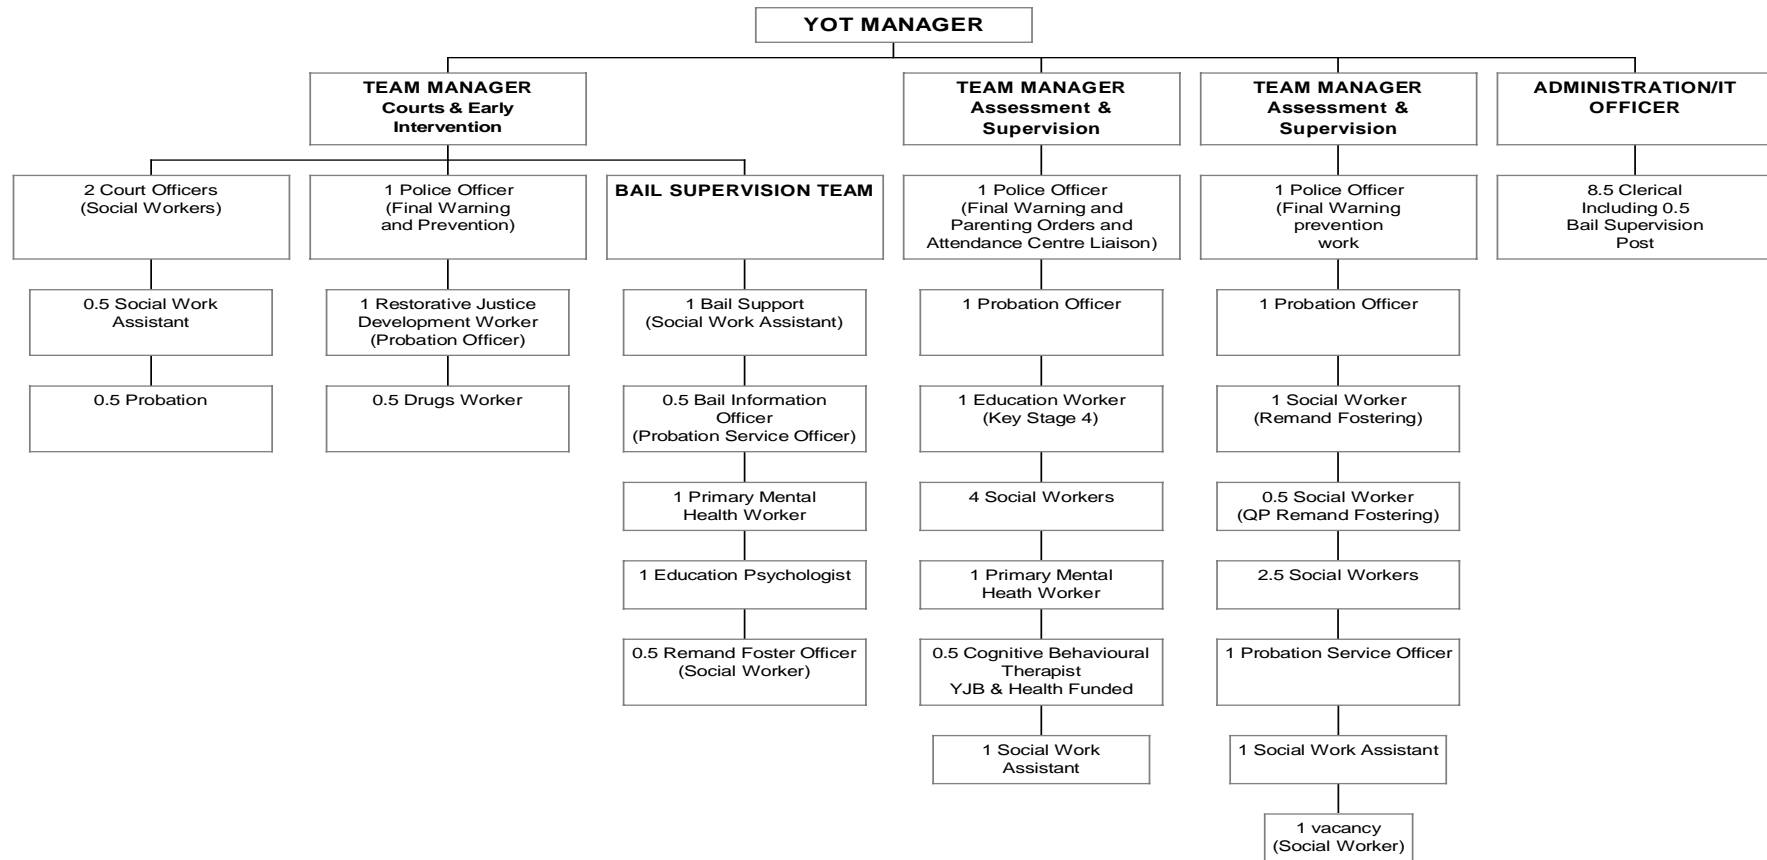 YOT MANAGER
TEAM MANAGER
Courts & Early
Intervention
TEAM MANAGER
Assessment &
Supervision
TEAM MANAGER
Assessment &
Supervision
ADMINISTRATION/IT
OFFICER
2 Court Officers
(Social Workers)
1 Police Officer
(Final Warning
and Prevention)
BAIL SUPERVISION TEAM
1 Police Officer
(Final Warning and
Parenting Orders and
Attendance Centre Liaison)
1 Police Officer
(Final Warning
prevention
work
8.5 Clerical
Including 0.5
Bail Supervision
Post
0.5 Social Work
Assistant
1 Restorative Justice
Development Worker
(Probation Officer)
1 Bail Support
(Social Work Assistant)
1 Probation Officer
1 Probation Officer
0.5 Probation
0.5 Drugs Worker
0.5 Bail Information
Officer
(Probation Service Officer)
1 Education Worker
(Key Stage 4)
1 Social Worker
(Remand Fostering)
1 Primary Mental
Health Worker
4 Social Workers
0.5 Social Worker
(QP Remand Fostering)
1 Education Psychologist
1 Primary Mental
Heath Worker
2.5 Social Workers
0.5 Remand Foster Officer
(Social Worker)
0.5 Cognitive Behavioural
Therapist
YJB & Health Funded
1 Probation Service Officer
1 Social Work
Assistant
1 Social Work Assistant
1 vacancy
(Social Worker)